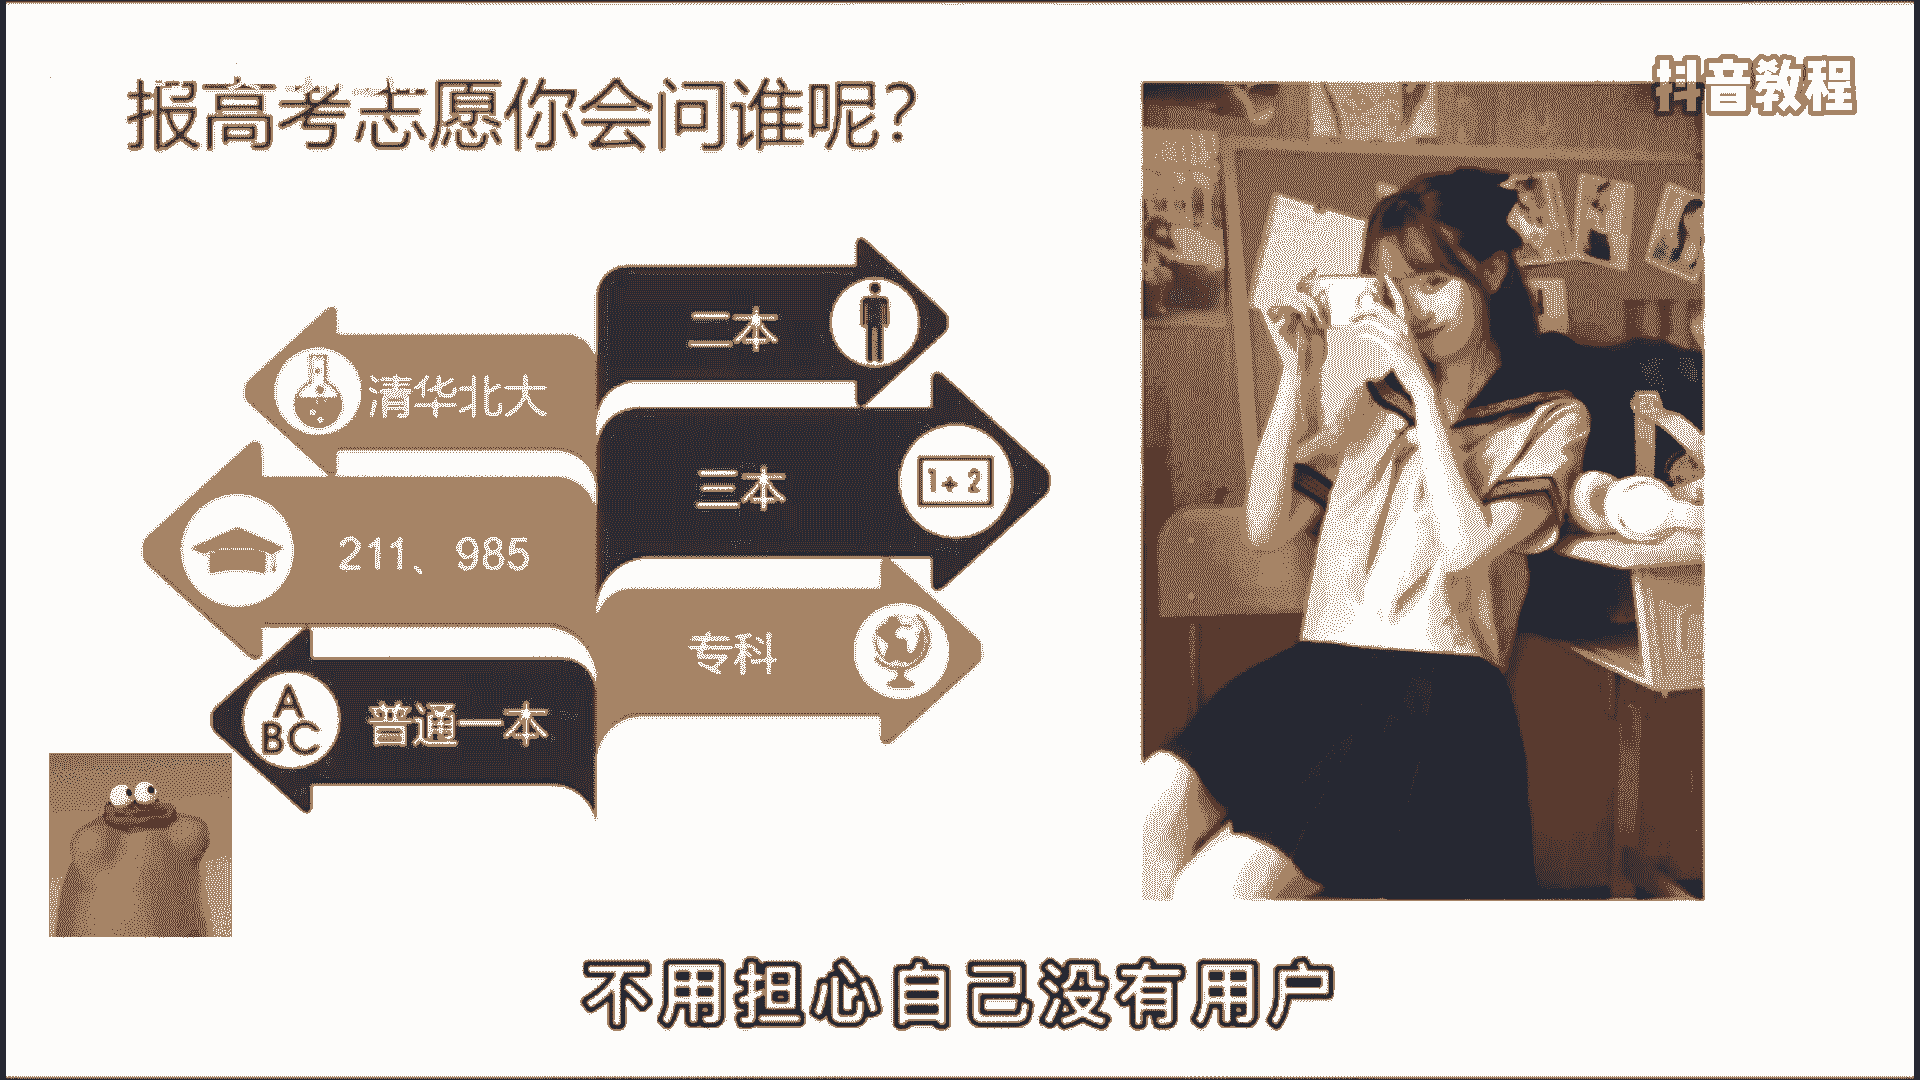 报高考志愿你会问谁呢?
抖音教程
二本
清华北大
三本
1+2
211、985
专科
普通一本
A
BC
不用担心自己没有用户